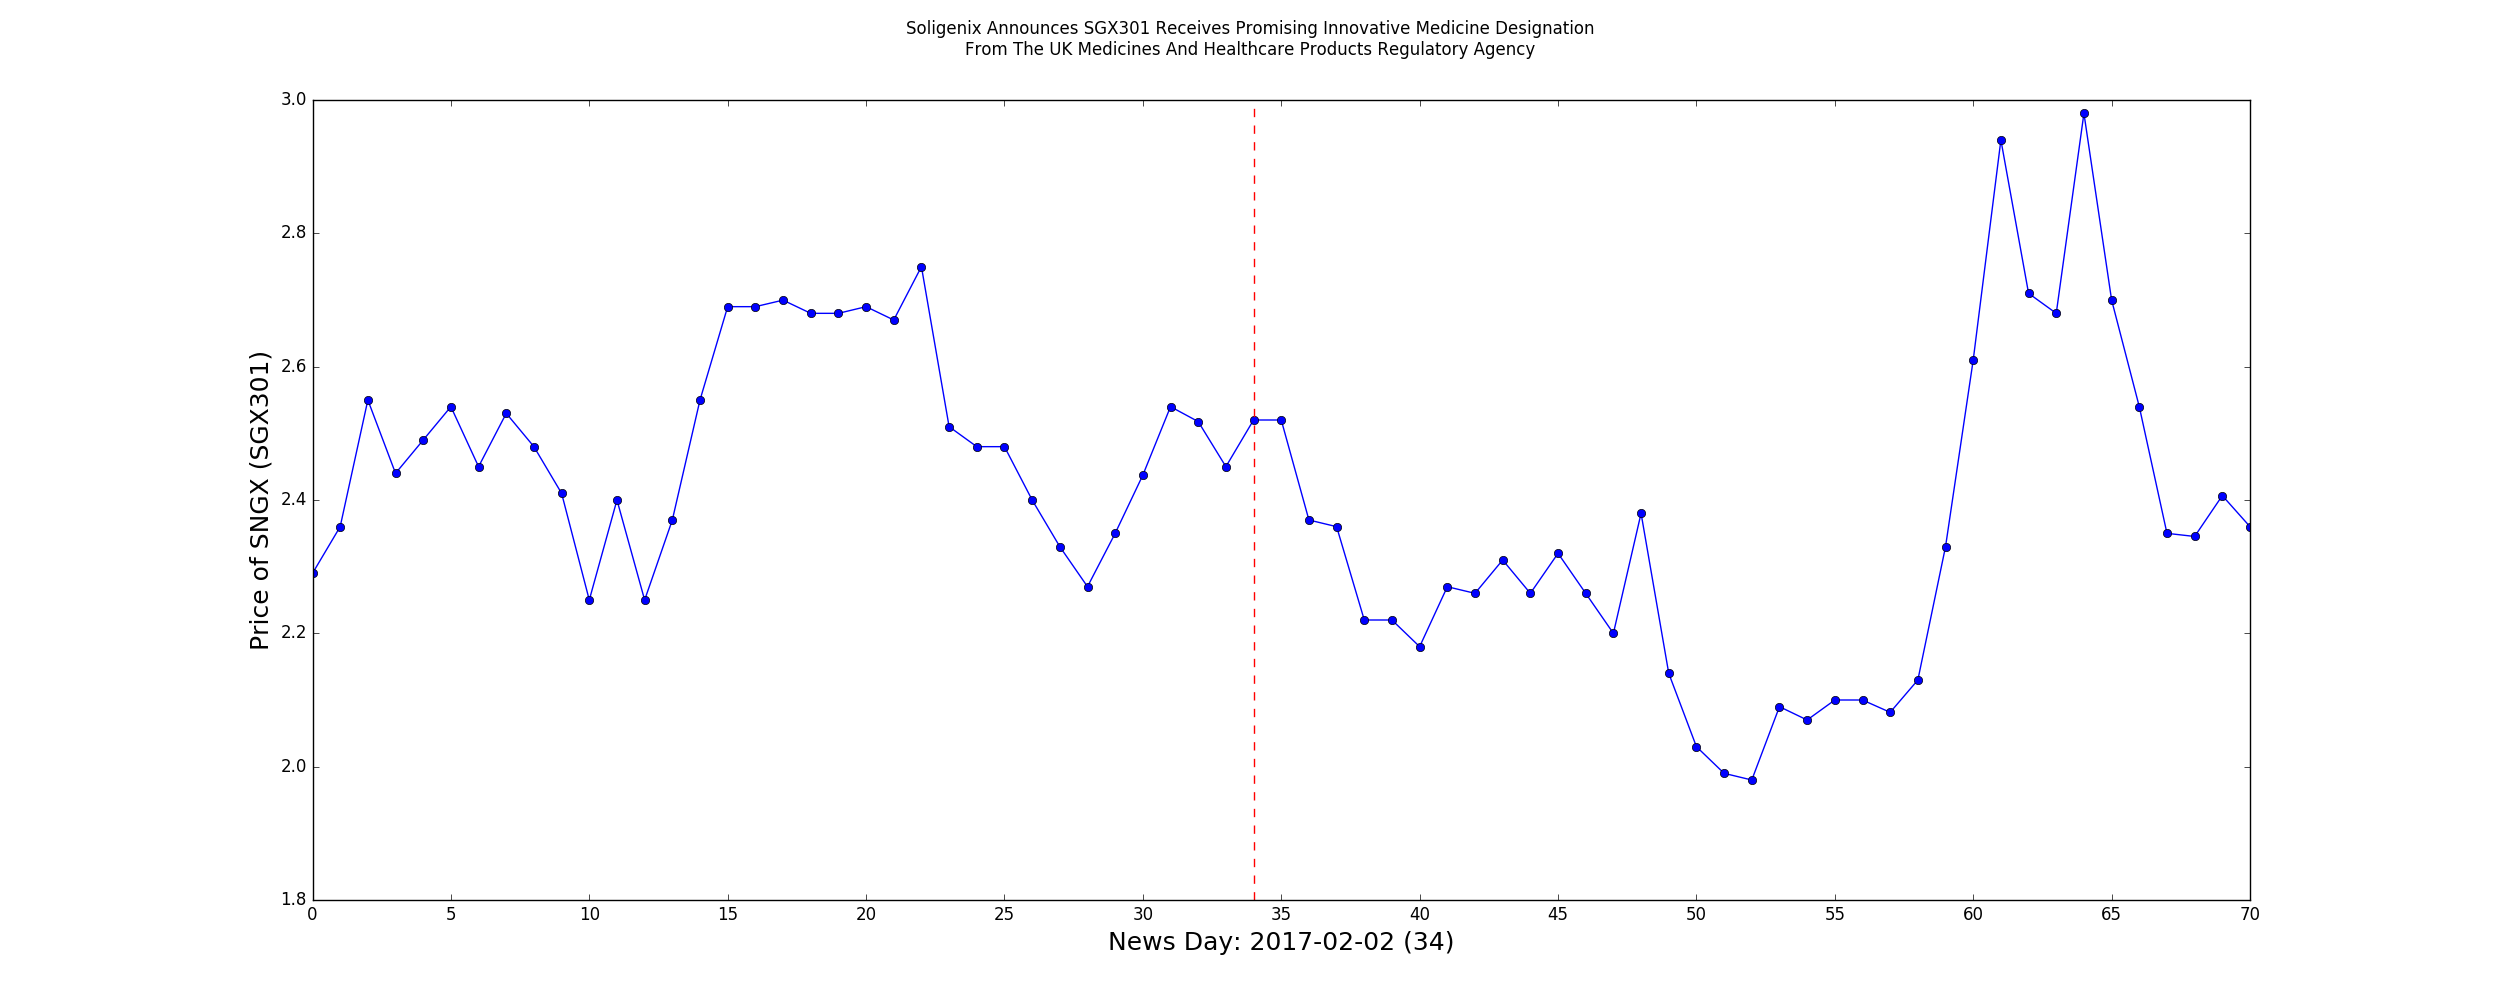 Soligenix Announces SGX301 Receives Promising Innovative Medicine Designation
From The UK Medicines And Healthcare Products Regulatory Agency
3.0
2.8
2.6
2.4
2.2
2.0
1.8
Price of SNGX (SGX301)
0 5 10 15 20 25 30 35 40 45 50 55 60 65 70
News Day: 2017-02-02 (34)